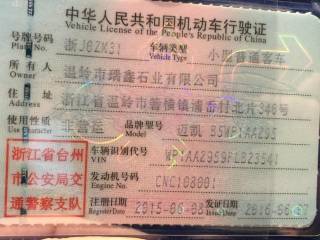 中华人民共和国机动车行驶证
Vehicle License of the People's Republic of China
号牌号码 浙J6ZK31 车辆类型 小型普通客车
Plate No. Vehicle Type
所有人 温岭市瑞鑫石业有限公司
Owner
住址 浙江省温岭市箬横镇浦岙村北片346号
Address
使用性质 非营运 品牌型号
Use Character Model
浙江省台州 车辆识别代号
VIN
市公安局交 发动机号码 CNC108001
Engine No.
通警察支队 注册日期 发证日期
Register Date Issue Date